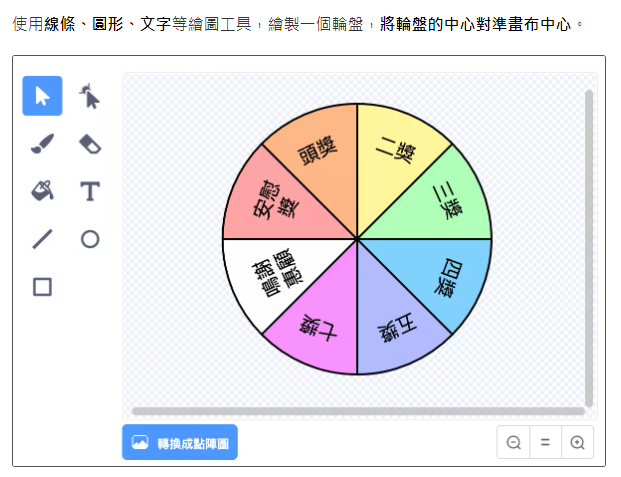 使用線條、圓形、文字等繪圖工具，繪製一個輪盤，將輪盤的中心對準畫布中心。
頭獎
二獎
三獎
四獎
五獎
七獎
鳴謝
惠顧
安慰
獎
T
轉換成點陣圖